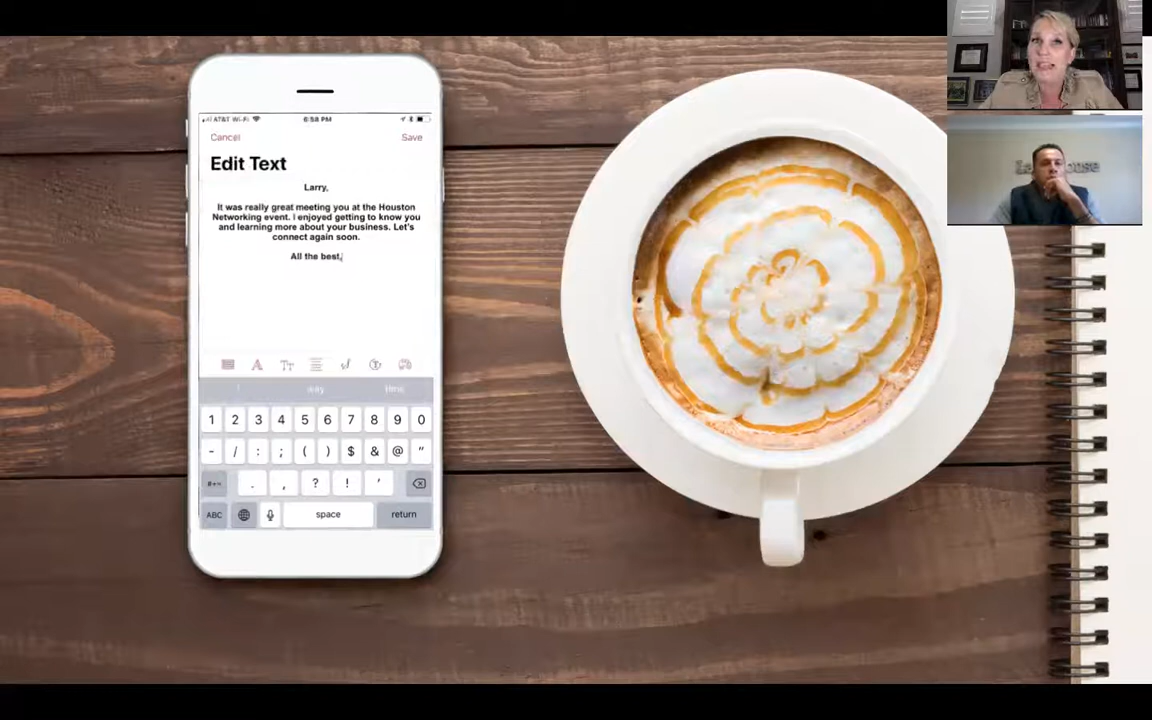 AT&T Wi-Fi
6:58 PM
Cancel
Save
Edit Text
Larry,
It was really great meeting you at the Houston
Networking event. I enjoyed getting to know you
and learning more about your business. Let's
connect again soon.
All the best,
I way time
1 2 3 4 5 6 7 8 9 0
- / : ; ( ) $ & @ "
#+= . , ? ! '
ABC space return